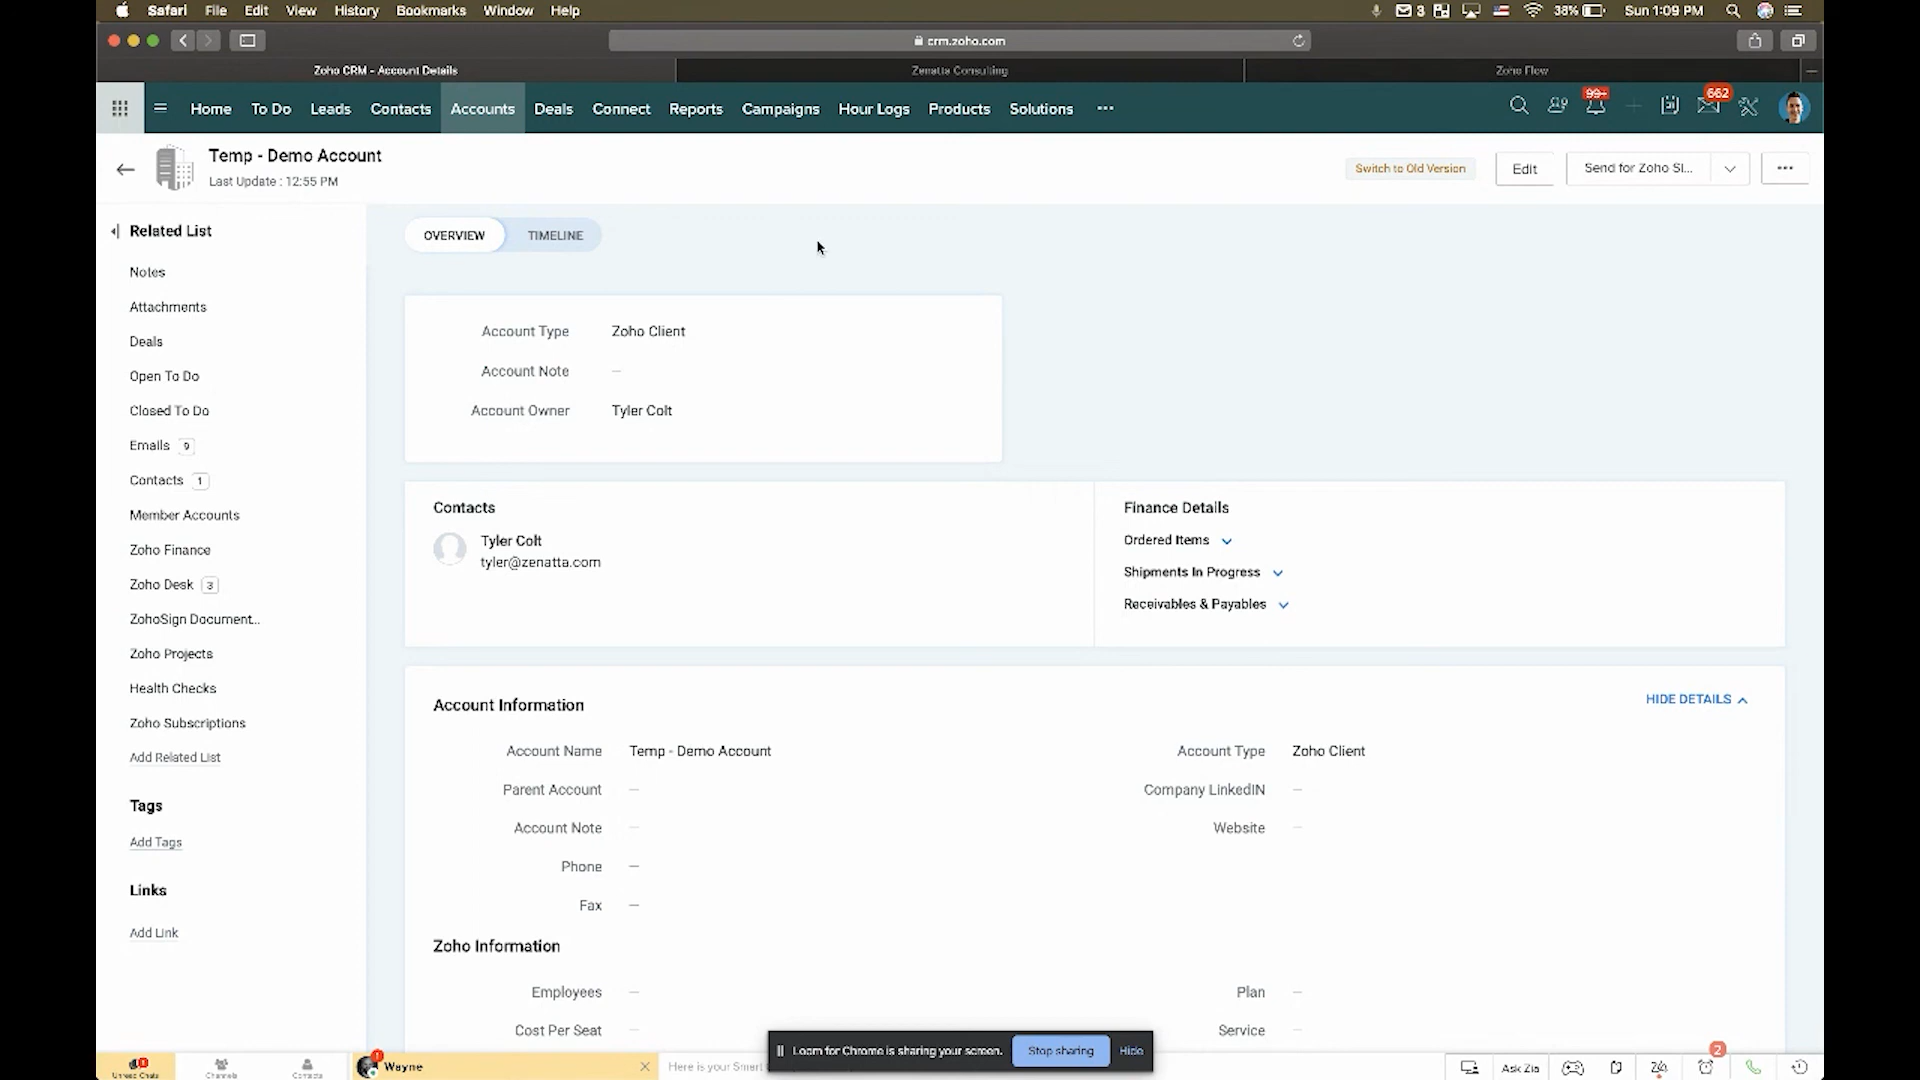 Safari File Edit View History Bookmarks Window Help 3 38% Sun 1:09 PM
crm.zoho.com
Zoho CRM - Account Details Zenatta Consulting Zoho Flow
Home To Do Leads Contacts Accounts Deals Connect Reports Campaigns Hour Logs Products Solutions ••• 99+ 662
Temp - Demo Account
Last Update : 12:55 PM
Switch to Old Version Edit Send for Zoho Si... •••
Related List
Notes
Attachments
Deals
Open To Do
Closed To Do
Emails 9
Contacts 1
Member Accounts
Zoho Finance
Zoho Desk 3
ZohoSign Document...
Zoho Projects
Health Checks
Zoho Subscriptions
Add Related List
Tags
Add Tags
Links
Add Link
OVERVIEW TIMELINE
Account Type Zoho Client
Account Note —
Account Owner Tyler Colt
Contacts
Tyler Colt
tyler@zenatta.com
Finance Details
Ordered Items
Shipments In Progress
Receivables & Payables
Account Information HIDE DETAILS
Account Name Temp - Demo Account Account Type Zoho Client
Parent Account — Company LinkedIN —
Account Note — Website —
Phone —
Fax —
Zoho Information
Employees — Plan —
Cost Per Seat — Service —
Loom for Chrome is sharing your screen. Stop sharing Hide
Unread Chats Channels Contacts 1 Wayne Here is your Smart Ask Zia 2